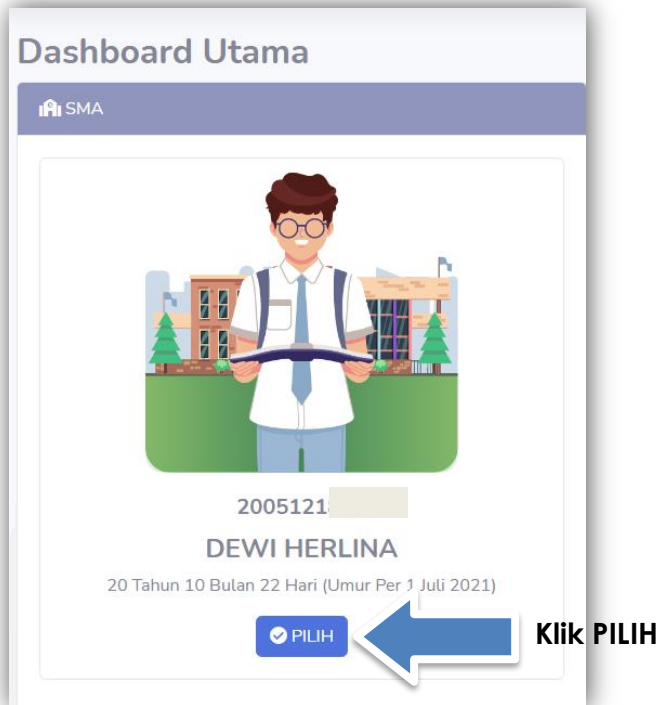 Dashboard Utama
SMA
20051218
DEWI HERLINA
20 Tahun 10 Bulan 22 Hari (Umur Per 1 Juli 2021)
PILIH
Klik PILIH